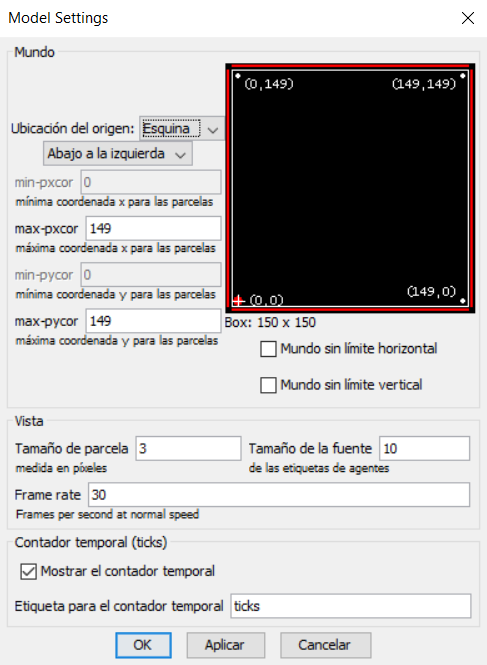 Model Settings
Mundo
(0,149) (149,149)
Ubicación del origen: Esquina
Abajo a la izquierda
min-pxcor 0
mínima coordenada x para las parcelas
max-pxcor 149
máxima coordenada x para las parcelas
min-pycor 0
mínima coordenada y para las parcelas
(0,0) (149,0)
max-pycor 149
máxima coordenada y para las parcelas
Box: 150 x 150
Mundo sin límite horizontal
Mundo sin límite vertical
Vista
Tamaño de parcela 3 Tamaño de la fuente 10
medida en píxeles de las etiquetas de agentes
Frame rate 30
Frames per second at normal speed
Contador temporal (ticks)
Mostrar el contador temporal
Etiqueta para el contador temporal ticks
OK Aplicar Cancelar